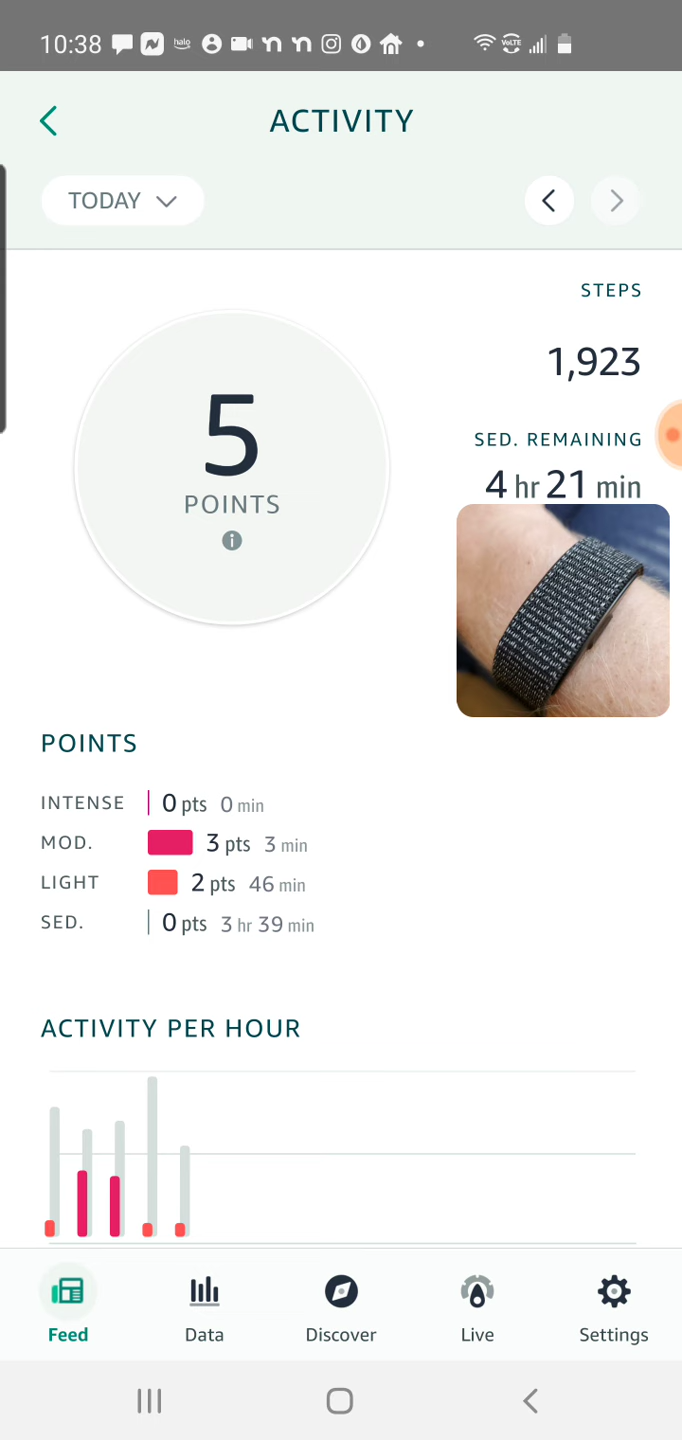 10:38 halo VoLTE
ACTIVITY
TODAY
STEPS
1,923
SED. REMAINING
4 hr 21 min
5
POINTS
i
POINTS
INTENSE 0 pts 0 min
MOD. 3 pts 3 min
LIGHT 2 pts 46 min
SED. 0 pts 3 hr 39 min
ACTIVITY PER HOUR
Feed Data Discover Live Settings